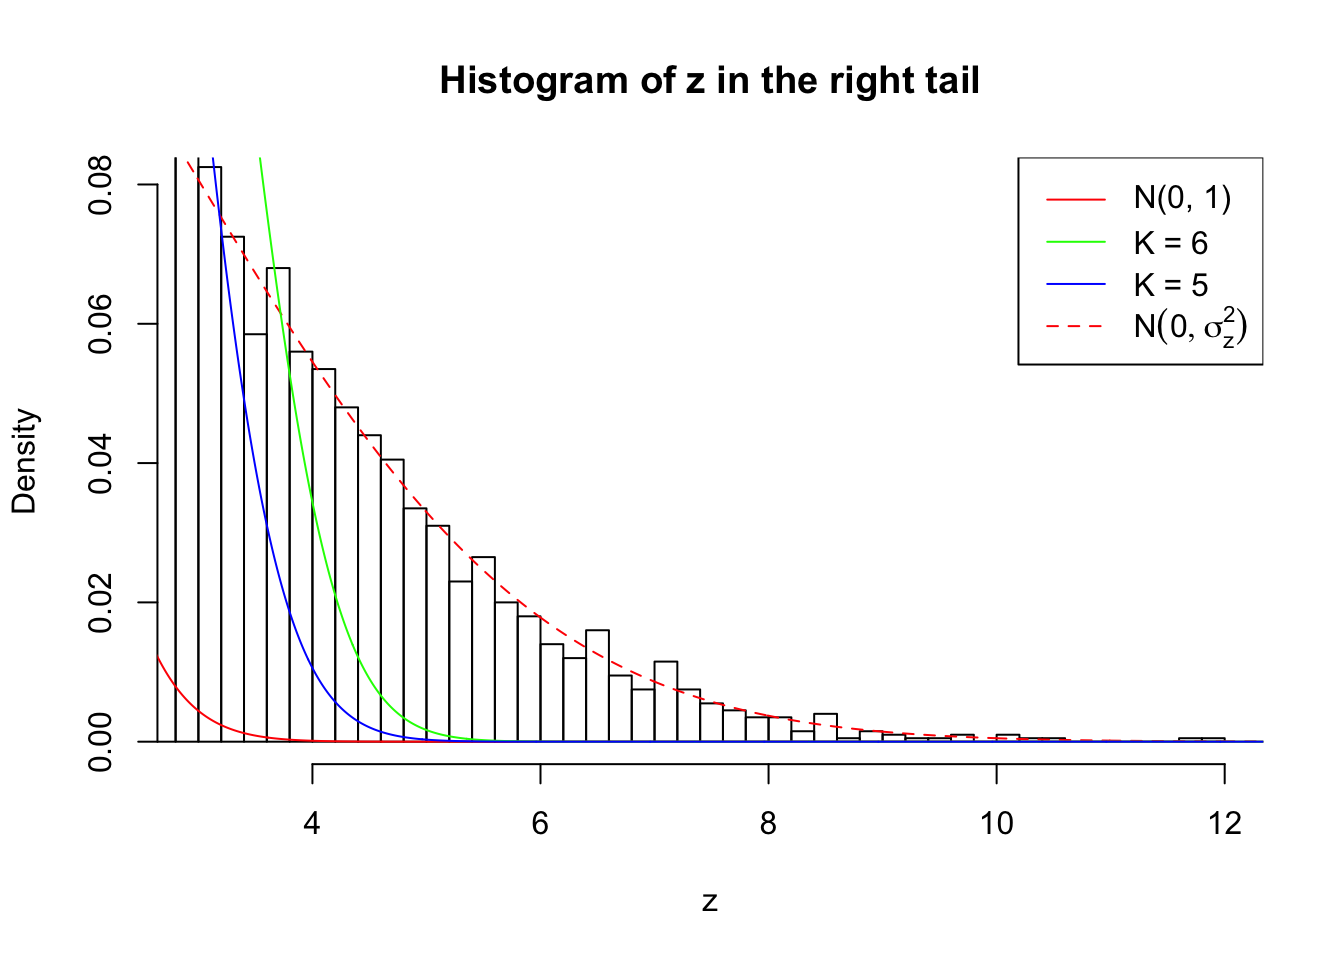 Histogram of z in the right tail
Density
0.08
0.06
0.04
0.02
0.00
4 6 8 10 12
z
N(0, 1)
K = 6
K = 5
N(0, σz²)